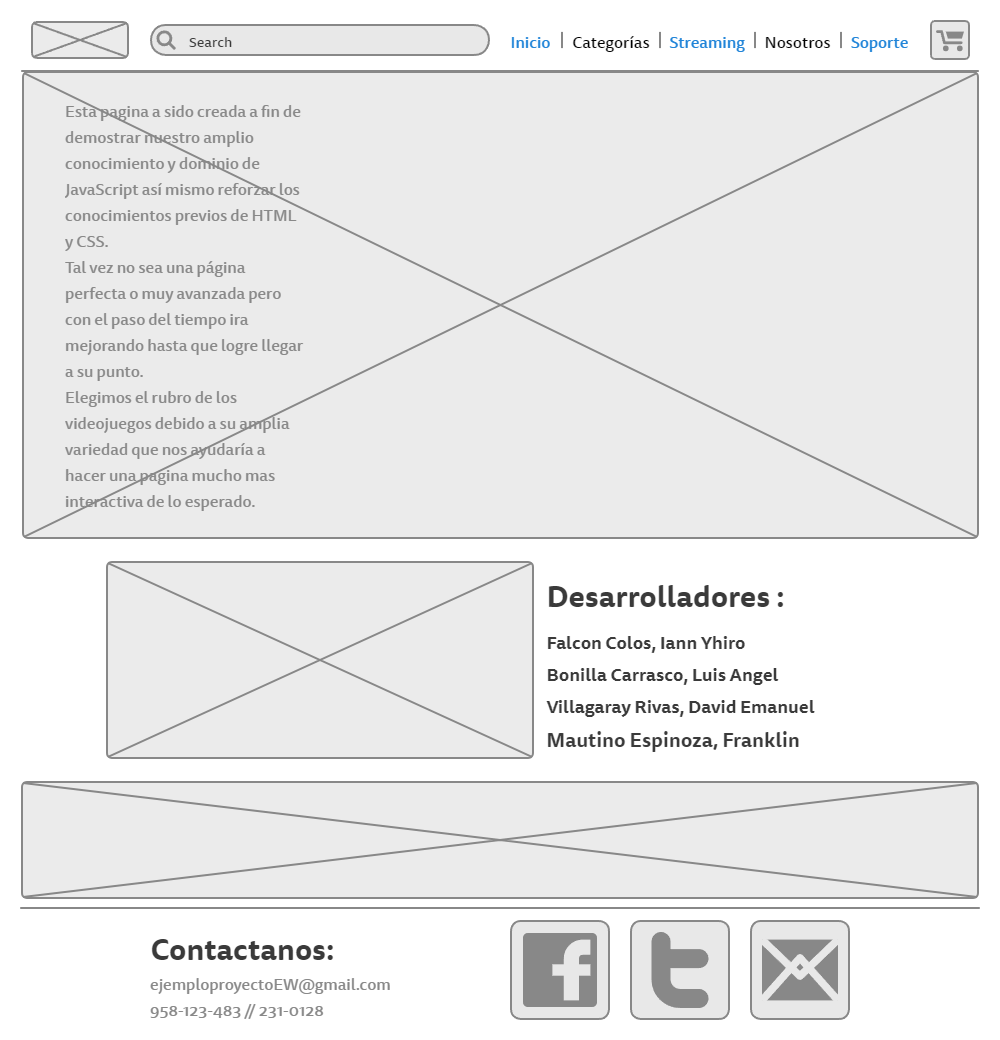 Search
Inicio | Categorías | Streaming | Nosotros | Soporte
Esta pagina a sido creada a fin de
demostrar nuestro amplio
conocimiento y dominio de
JavaScript así mismo reforzar los
conocimientos previos de HTML
y CSS.
Tal vez no sea una página
perfecta o muy avanzada pero
con el paso del tiempo ira
mejorando hasta que logre llegar
a su punto.
Elegimos el rubro de los
videojuegos debido a su amplia
variedad que nos ayudaría a
hacer una pagina mucho mas
interactiva de lo esperado.
Desarrolladores :
Falcon Colos, Iann Yhiro
Bonilla Carrasco, Luis Angel
Villagaray Rivas, David Emanuel
Mautino Espinoza, Franklin
Contactanos:
ejemploproyectoEW@gmail.com
958-123-483 // 231-0128